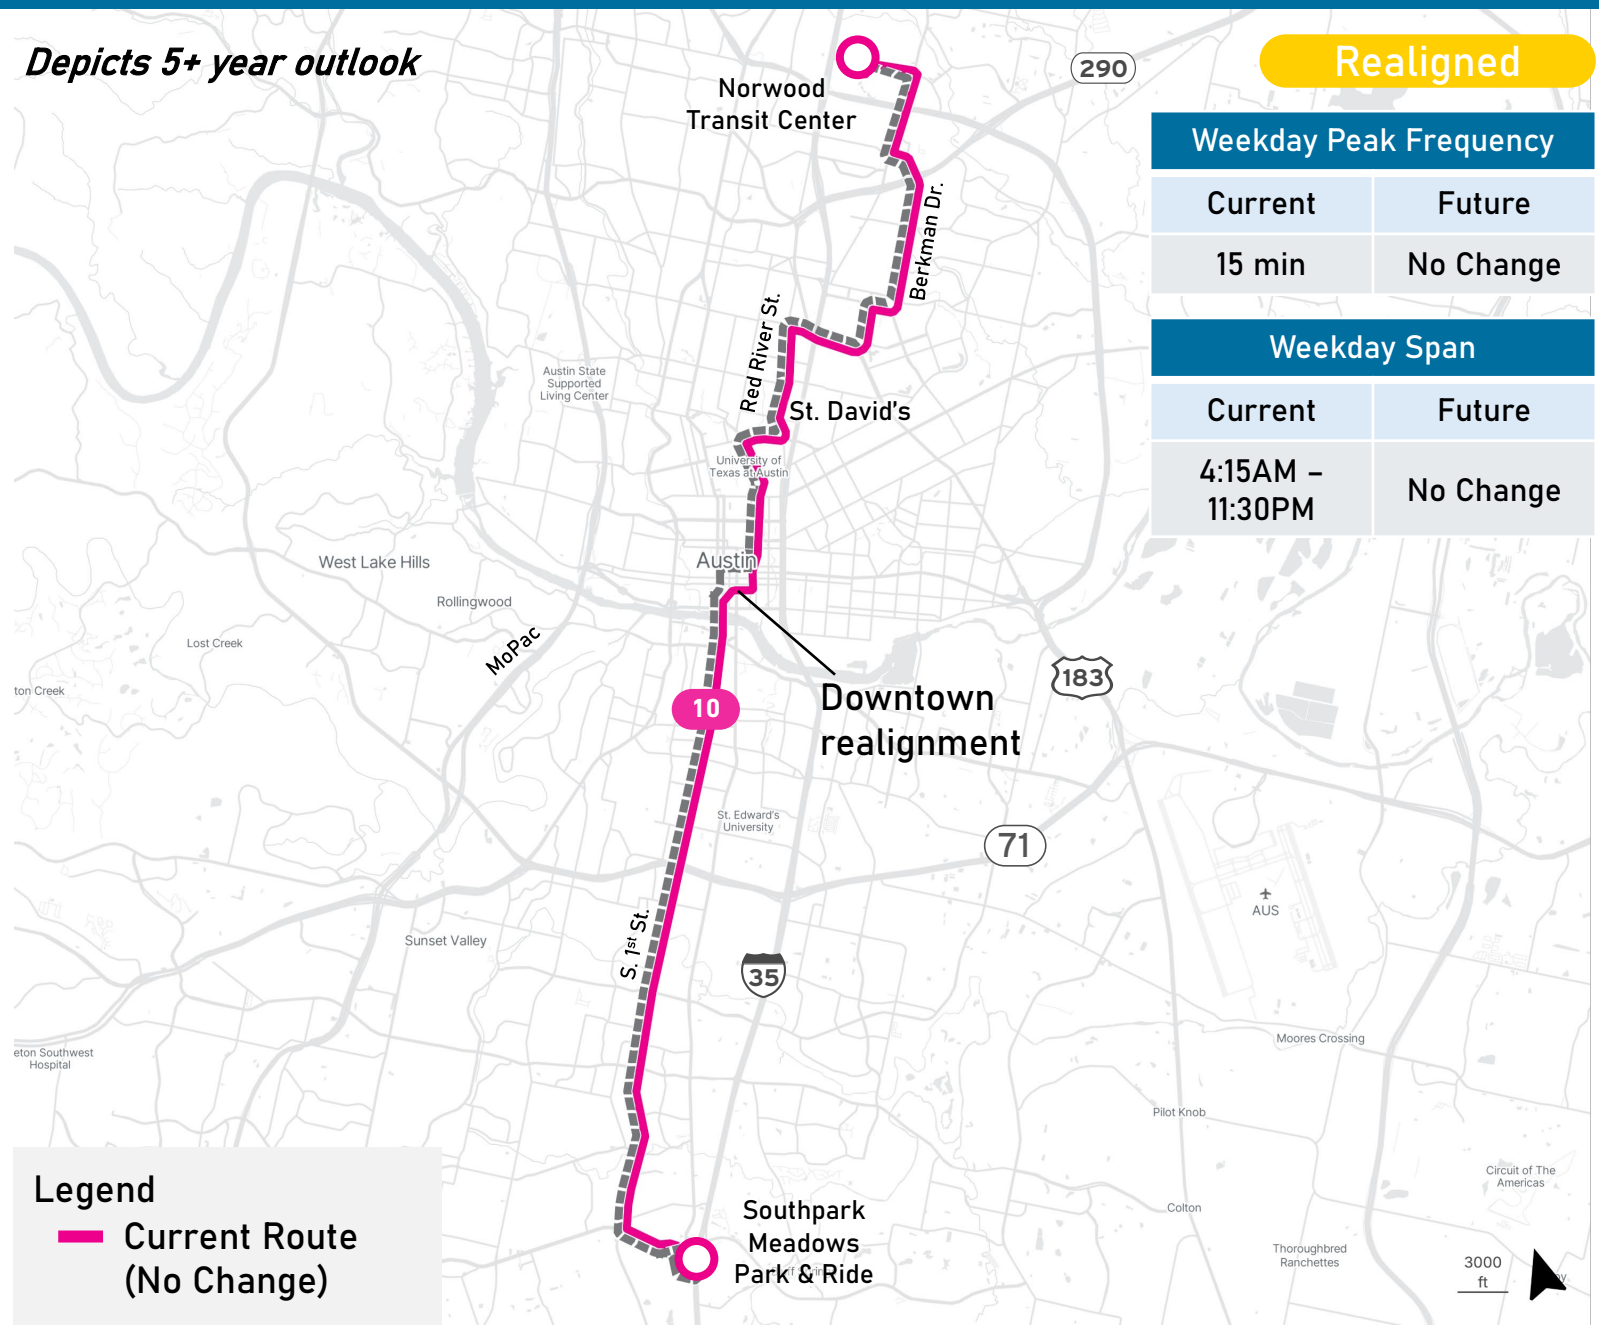 Depicts 5+ year outlook
Realigned
290
Norwood
Transit Center
Weekday Peak Frequency
Current
Future
15 min
No Change
Berkman Dr.
Red River St.
Weekday Span
Current
Future
4:15AM –
11:30PM
No Change
Austin State
Supported
Living Center
St. David's
University of
Texas at Austin
Austin
West Lake Hills
Rollingwood
Lost Creek
MoPac
ton Creek
183
10
Downtown
realignment
St. Edward's
University
71
AUS
S. 1st St.
Sunset Valley
35
Moores Crossing
eton Southwest
Hospital
Pilot Knob
Circuit of The
Americas
Colton
Southpark
Meadows
Park & Ride
Thoroughbred
Ranchettes
3000
ft
Legend
Current Route
(No Change)